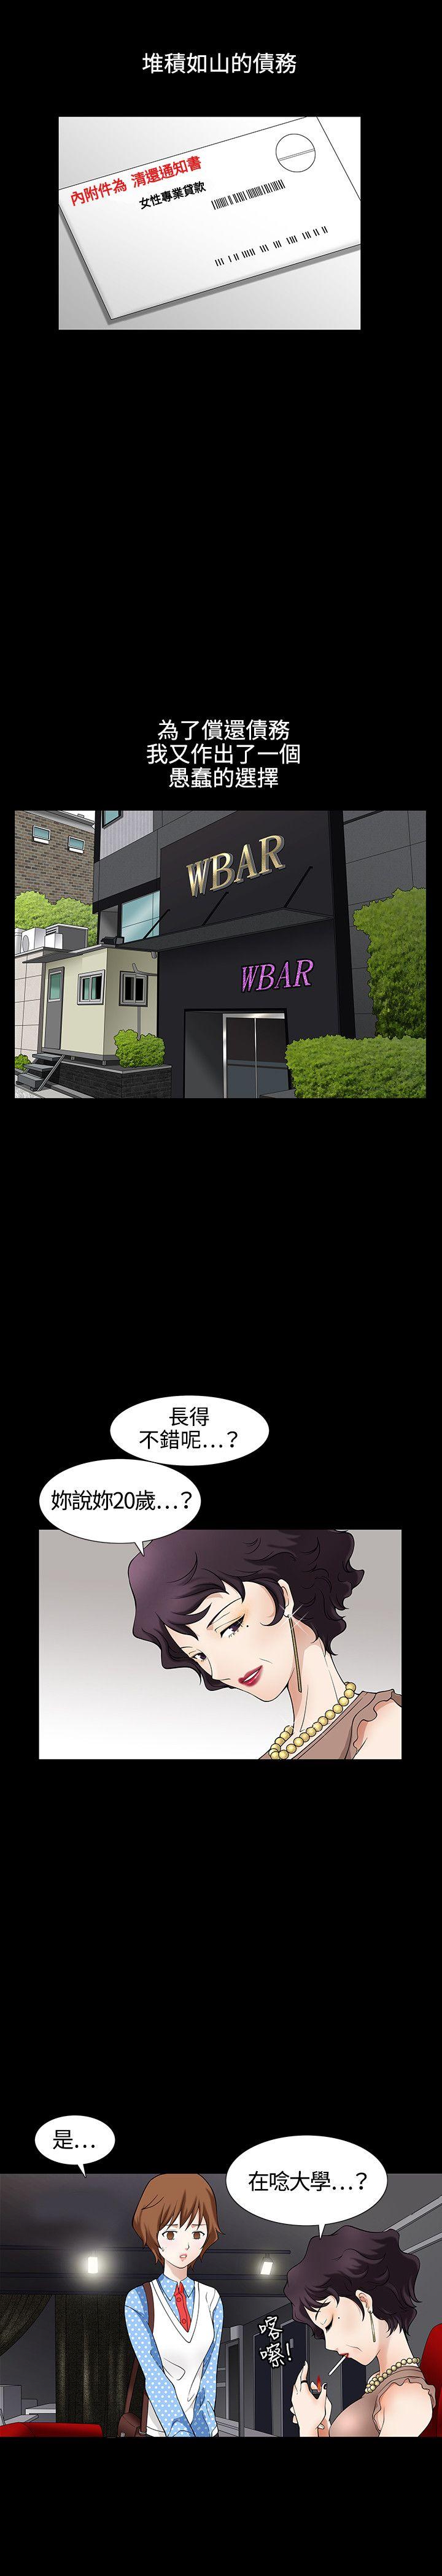 堆積如山的債務
內附件為 清還通知書
女性專業貸款
為了償還債務
我又作出了一個
愚蠢的選擇
WBAR
WBAR
長得
不錯呢...？
妳說妳20歲...？
是...
在唸大學...？
喀
嚓!